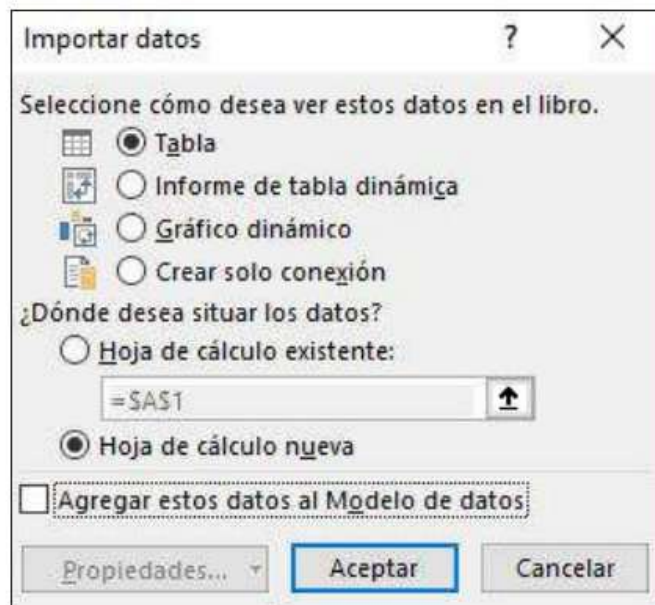 Importar datos ? ×
Seleccione cómo desea ver estos datos en el libro.
Tabla
Informe de tabla dinámica
Gráfico dinámico
Crear solo conexión
¿Dónde desea situar los datos?
Hoja de cálculo existente:
=$A$1
Hoja de cálculo nueva
Agregar estos datos al Modelo de datos
Propiedades... Aceptar Cancelar